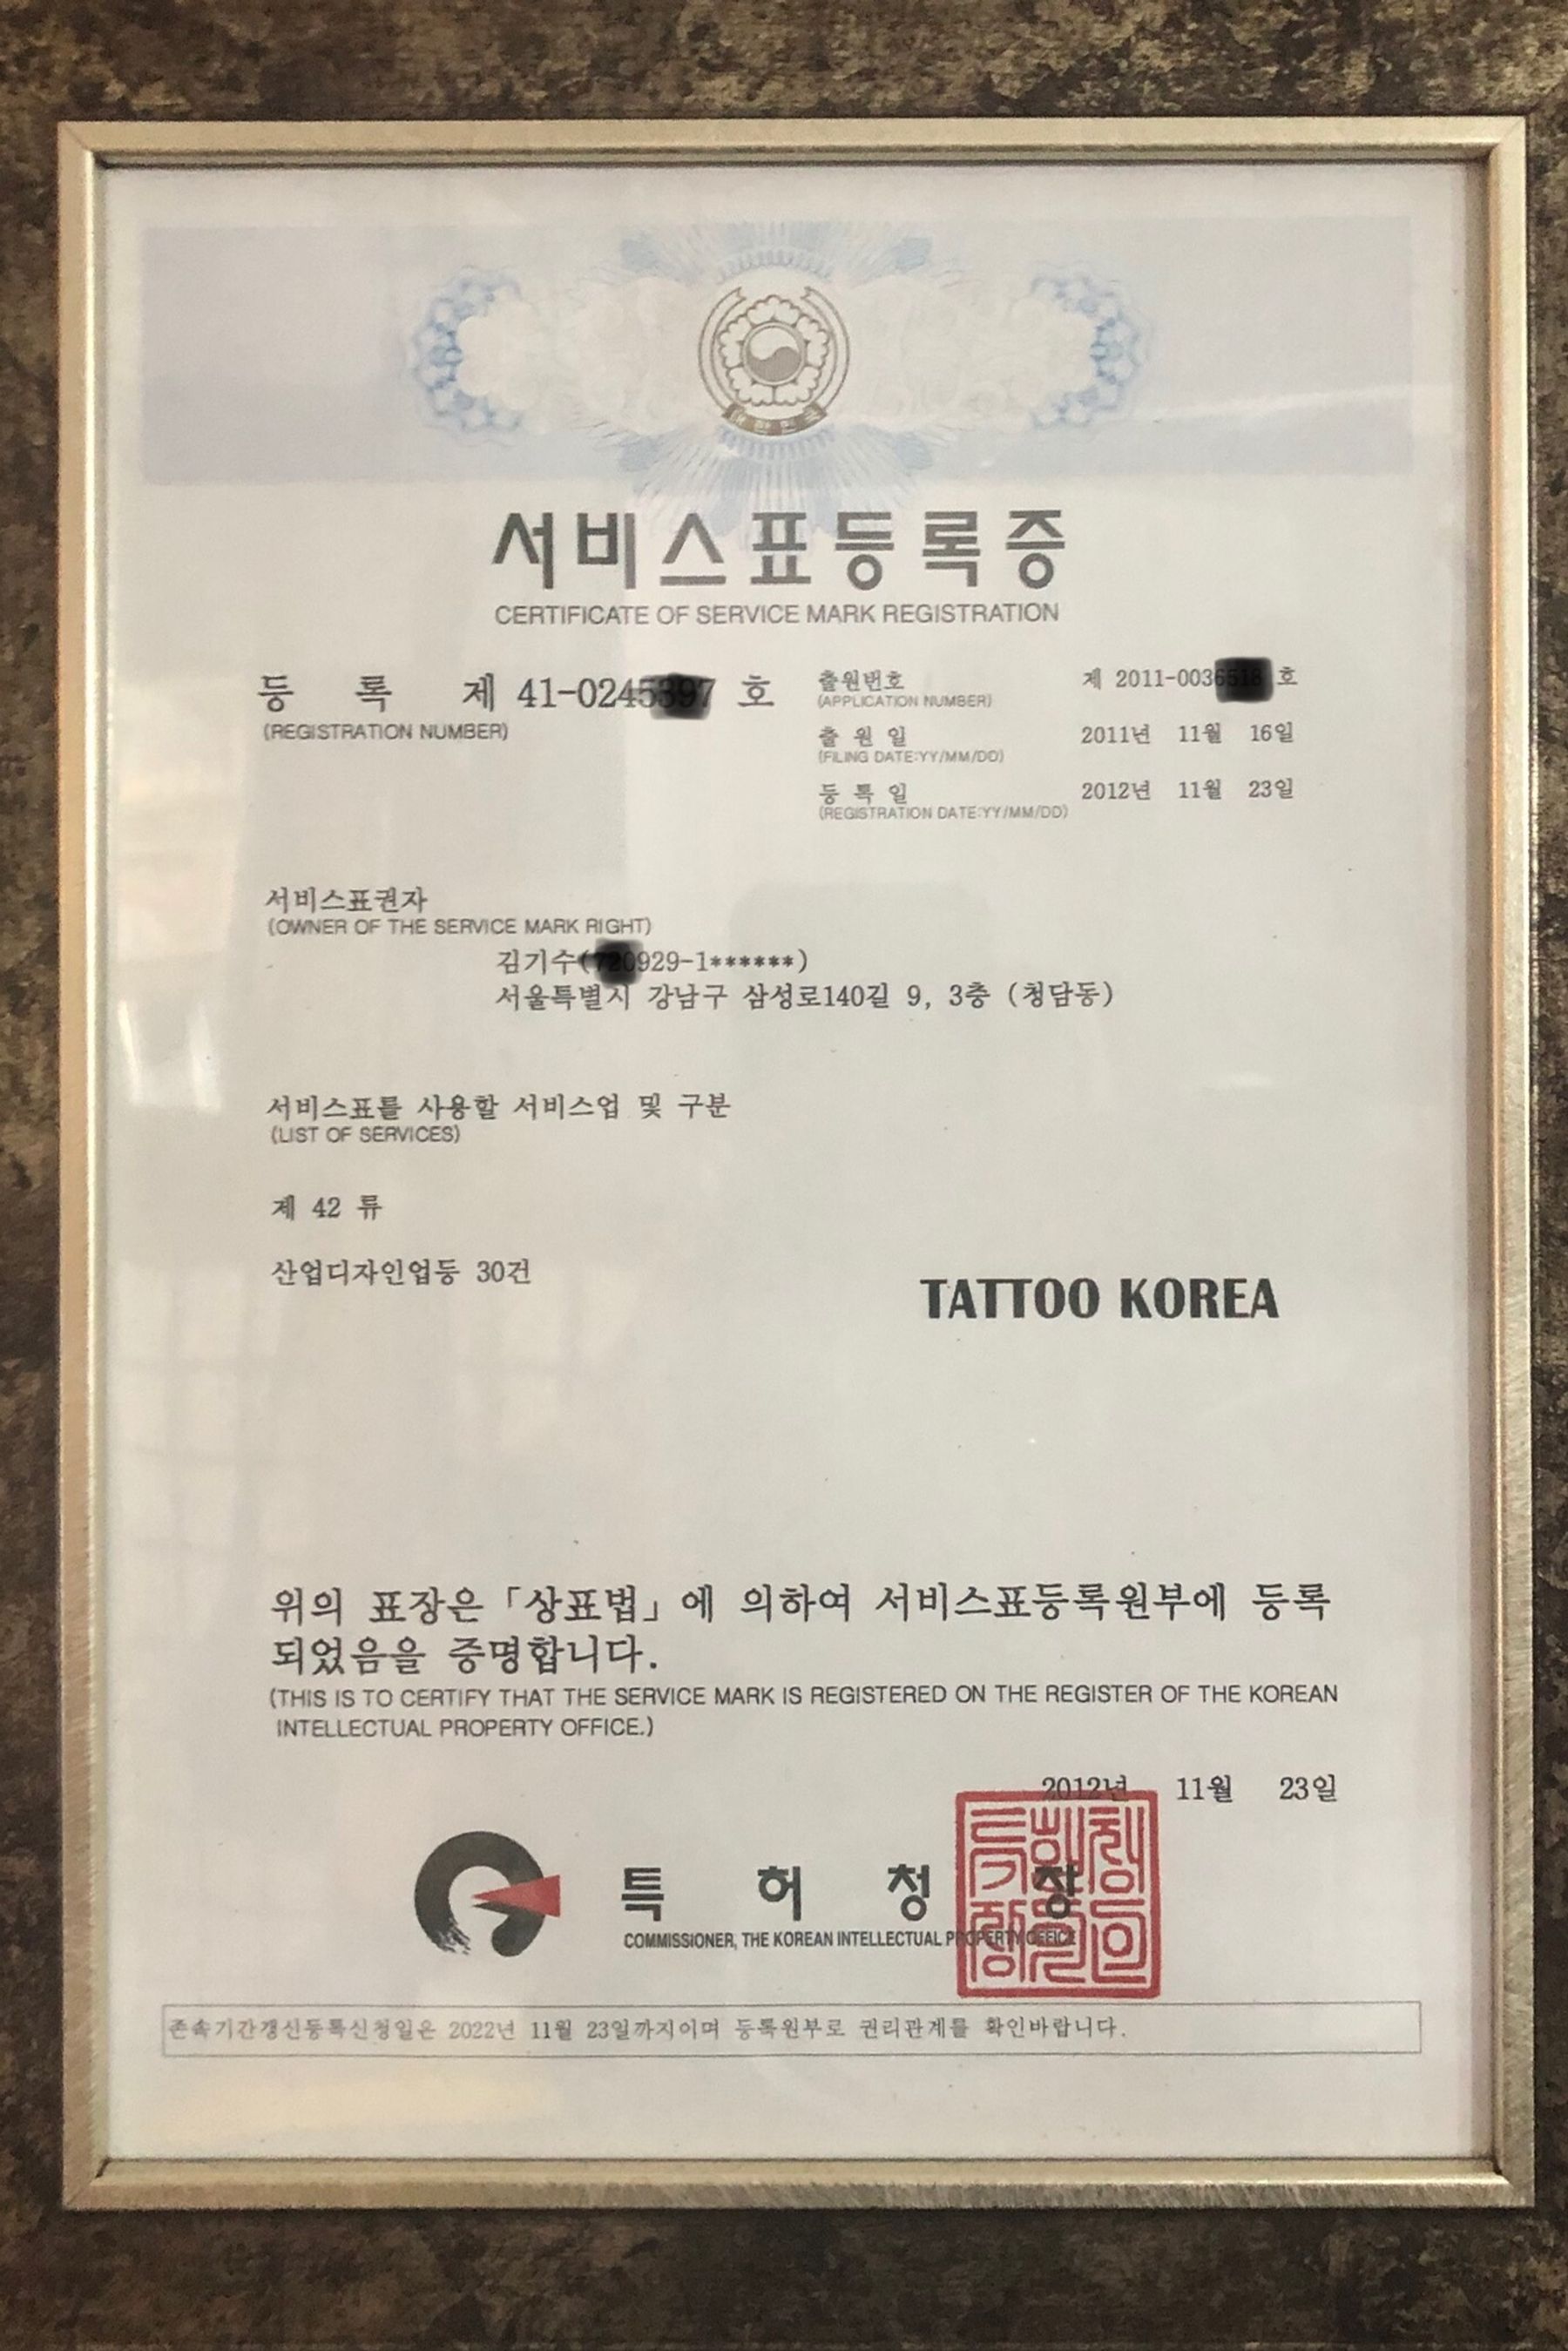 서비스표등록증
CERTIFICATE OF SERVICE MARK REGISTRATION
등 록 제 41-0245 7 호
(REGISTRATION NUMBER)
출원번호 제 2011-003 호
(APPLICATION NUMBER)
출 원 일 2011년 11월 16일
(FILING DATE:YY/MM/DD)
등 록 일 2012년 11월 23일
(REGISTRATION DATE:YY/MM/DD)
서비스표권자
(OWNER OF THE SERVICE MARK RIGHT)
김기수( 0929-1******)
서울특별시 강남구 삼성로140길 9, 3층 (청담동)
서비스표를 사용할 서비스업 및 구분
(LIST OF SERVICES)
제 42 류
산업디자인업등 30건
TATTOO KOREA
위의 표장은「상표법」에 의하여 서비스표등록원부에 등록
되었음을 증명합니다.
(THIS IS TO CERTIFY THAT THE SERVICE MARK IS REGISTERED ON THE REGISTER OF THE KOREAN
INTELLECTUAL PROPERTY OFFICE.)
2012년 11월 23일
특 허 청 장
COMMISSIONER, THE KOREAN INTELLECTUAL PROPERTY OFFICE
존속기간갱신등록신청일은 2022년 11월 23일까지이며 등록원부로 권리관계를 확인바랍니다.